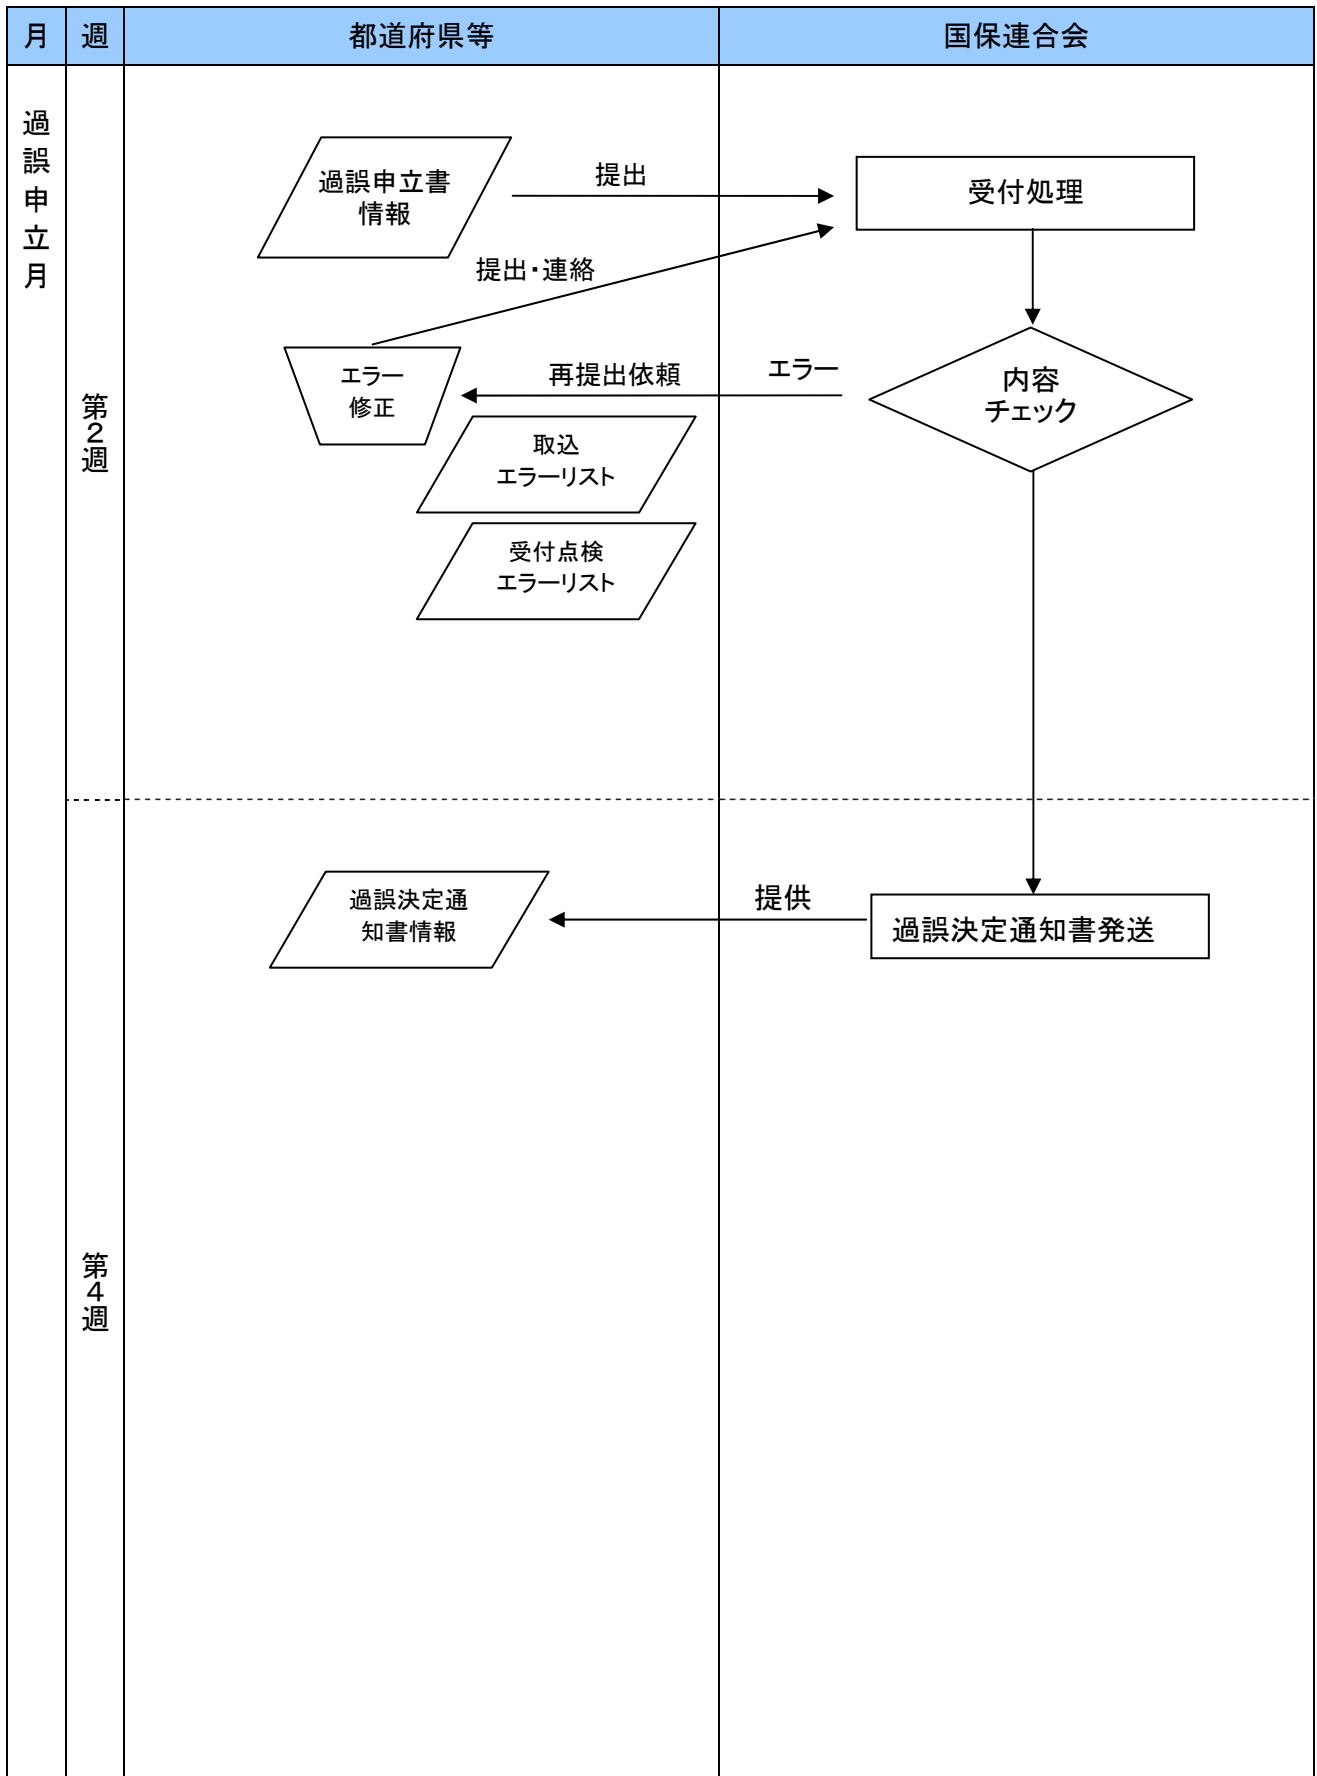 月
週
都道府県等
国保連合会
過誤申立月
第2週
過誤申立書
情報
提出
受付処理
提出・連絡
エラー
修正
再提出依頼
エラー
内容
チェック
取込
エラーリスト
受付点検
エラーリスト
第4週
過誤決定通
知書情報
提供
過誤決定通知書発送